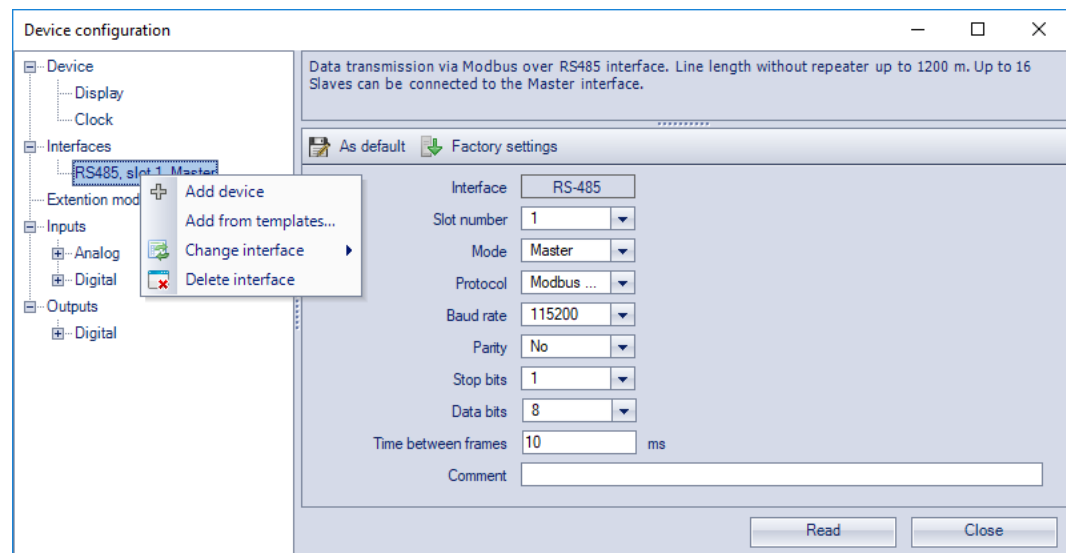 Device configuration
Device
Display
Clock
Interfaces
RS485, slot 1, Master
Extention mod
Inputs
Analog
Digital
Outputs
Digital
Add device
Add from templates...
Change interface
Delete interface
Data transmission via Modbus over RS485 interface. Line length without repeater up to 1200 m. Up to 16
Slaves can be connected to the Master interface.
As default Factory settings
Interface RS-485
Slot number 1
Mode Master
Protocol Modbus ...
Baud rate 115200
Parity No
Stop bits 1
Data bits 8
Time between frames 10 ms
Comment
Read Close